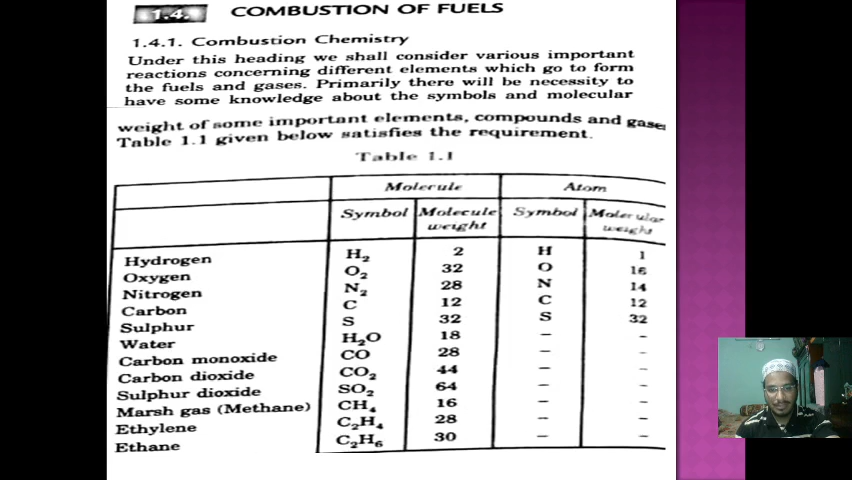 1.4. COMBUSTION OF FUELS
1.4.1. Combustion Chemistry
Under this heading we shall consider various important
reactions concerning different elements which go to form
the fuels and gases. Primarily there will be necessity to
have some knowledge about the symbols and molecular
weight of some important elements, compounds and gase
Table 1.1 given below satisfies the requirement.
Table 1.1
Molecule Atom
Symbol Molecule weight Symbol Molecular weight
Hydrogen H₂ 2 H 1
Oxygen O₂ 32 O 16
Nitrogen N₂ 28 N 14
Carbon C 12 C 12
Sulphur S 32 S 32
Water H₂O 18 – –
Carbon monoxide CO 28 – –
Carbon dioxide CO₂ 44 – –
Sulphur dioxide SO₂ 64 – –
Marsh gas (Methane) CH₄ 16 – –
Ethylene C₂H₄ 28 – –
Ethane C₂H₆ 30 – –